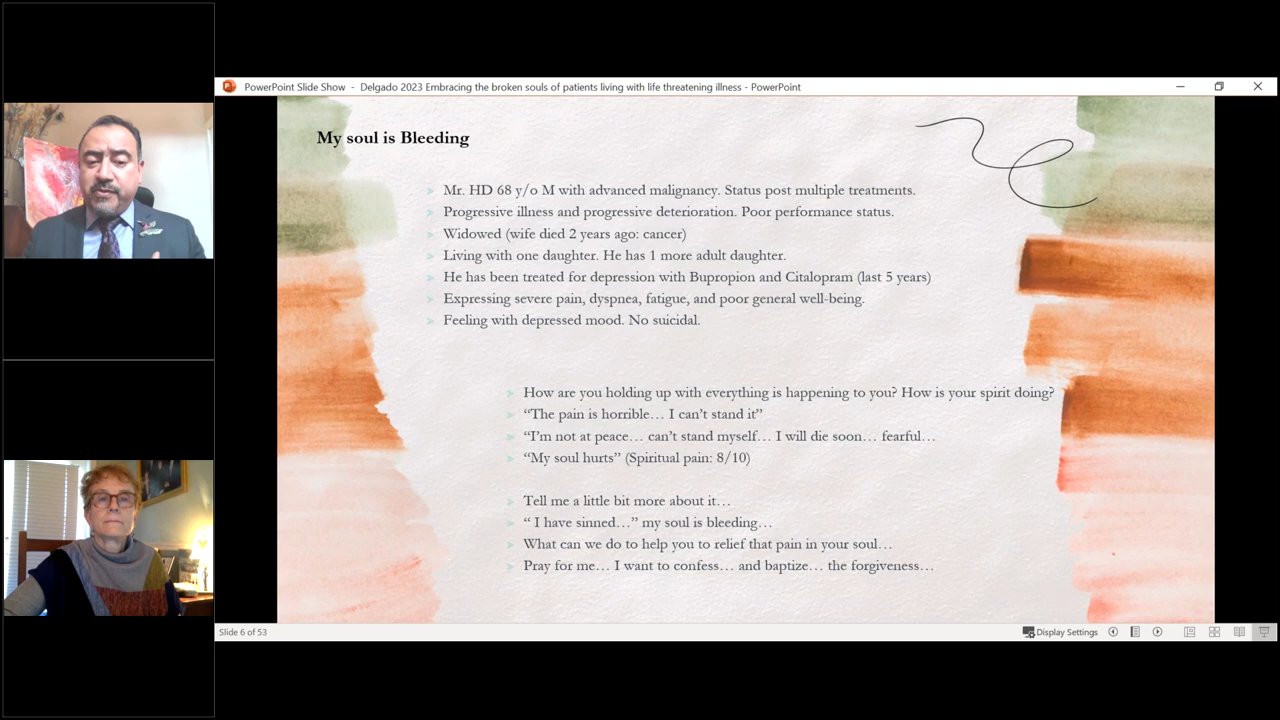 PowerPoint Slide Show - Delgado 2023 Embracing the broken souls of patients living with life threatening illness - PowerPoint
My soul is Bleeding
Mr. HD 68 y/o M with advanced malignancy. Status post multiple treatments.
Progressive illness and progressive deterioration. Poor performance status.
Widowed (wife died 2 years ago: cancer)
Living with one daughter. He has 1 more adult daughter.
He has been treated for depression with Bupropion and Citalopram (last 5 years)
Expressing severe pain, dyspnea, fatigue, and poor general well-being.
Feeling with depressed mood. No suicidal.
How are you holding up with everything is happening to you? How is your spirit doing?
“The pain is horrible… I can’t stand it”
“I’m not at peace… can’t stand myself… I will die soon… fearful…
“My soul hurts” (Spiritual pain: 8/10)
Tell me a little bit more about it…
“ I have sinned…” my soul is bleeding…
What can we do to help you to relief that pain in your soul…
Pray for me… I want to confess… and baptize… the forgiveness…
Slide 6 of 53
Display Settings